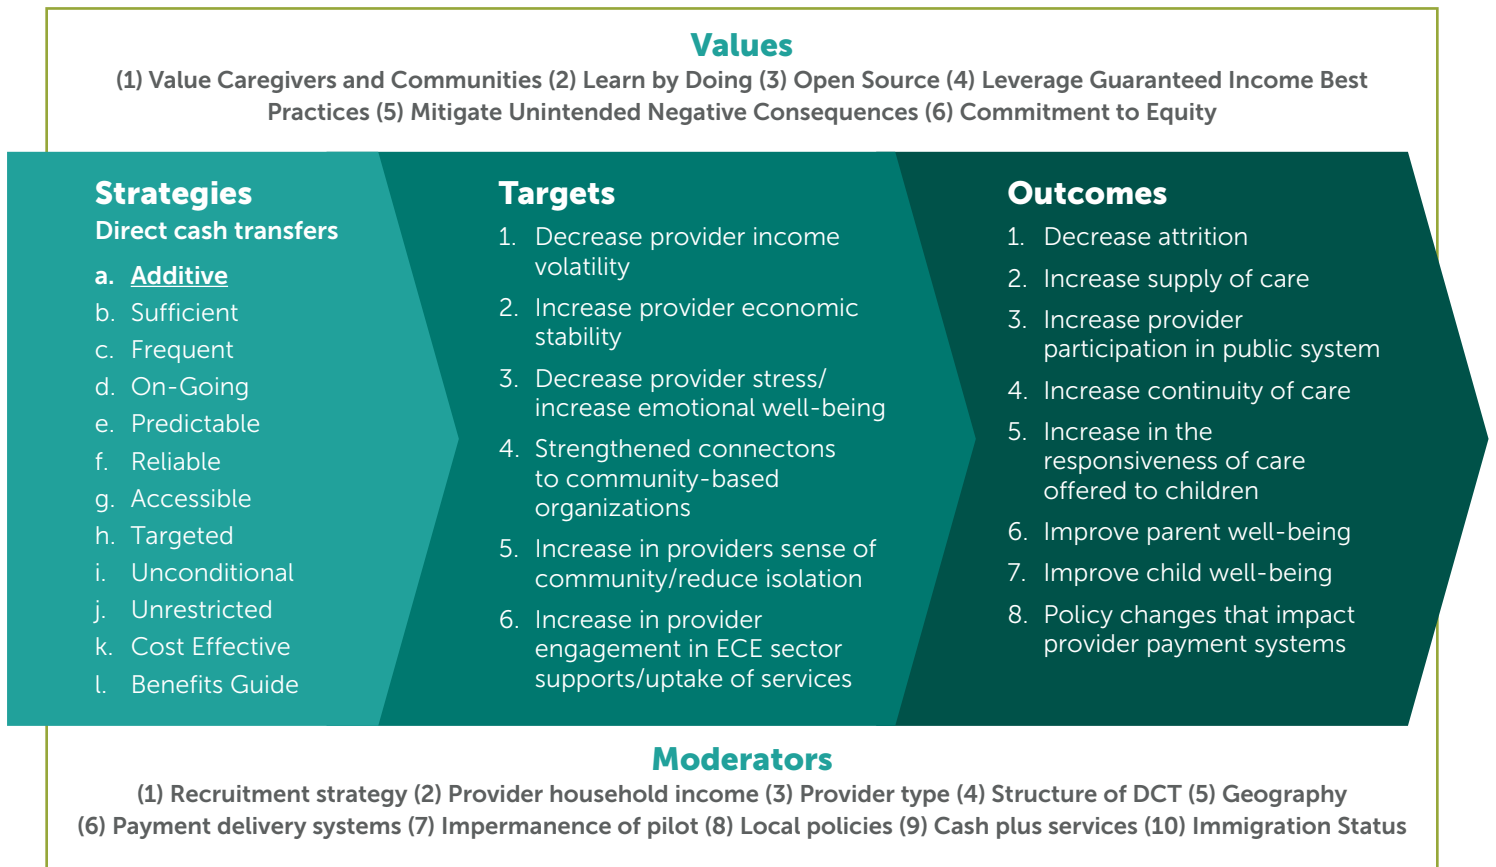 Values
(1) Value Caregivers and Communities (2) Learn by Doing (3) Open Source (4) Leverage Guaranteed Income Best
Practices (5) Mitigate Unintended Negative Consequences (6) Commitment to Equity
Strategies
Direct cash transfers
a. Additive
b. Sufficient
c. Frequent
d. On-Going
e. Predictable
f. Reliable
g. Accessible
h. Targeted
i. Unconditional
j. Unrestricted
k. Cost Effective
l. Benefits Guide
Targets
1. Decrease provider income
volatility
2. Increase provider economic
stability
3. Decrease provider stress/
increase emotional well-being
4. Strengthened connectons
to community-based
organizations
5. Increase in providers sense of
community/reduce isolation
6. Increase in provider
engagement in ECE sector
supports/uptake of services
Outcomes
1. Decrease attrition
2. Increase supply of care
3. Increase provider
participation in public system
4. Increase continuity of care
5. Increase in the
responsiveness of care
offered to children
6. Improve parent well-being
7. Improve child well-being
8. Policy changes that impact
provider payment systems
Moderators
(1) Recruitment strategy (2) Provider household income (3) Provider type (4) Structure of DCT (5) Geography
(6) Payment delivery systems (7) Impermanence of pilot (8) Local policies (9) Cash plus services (10) Immigration Status